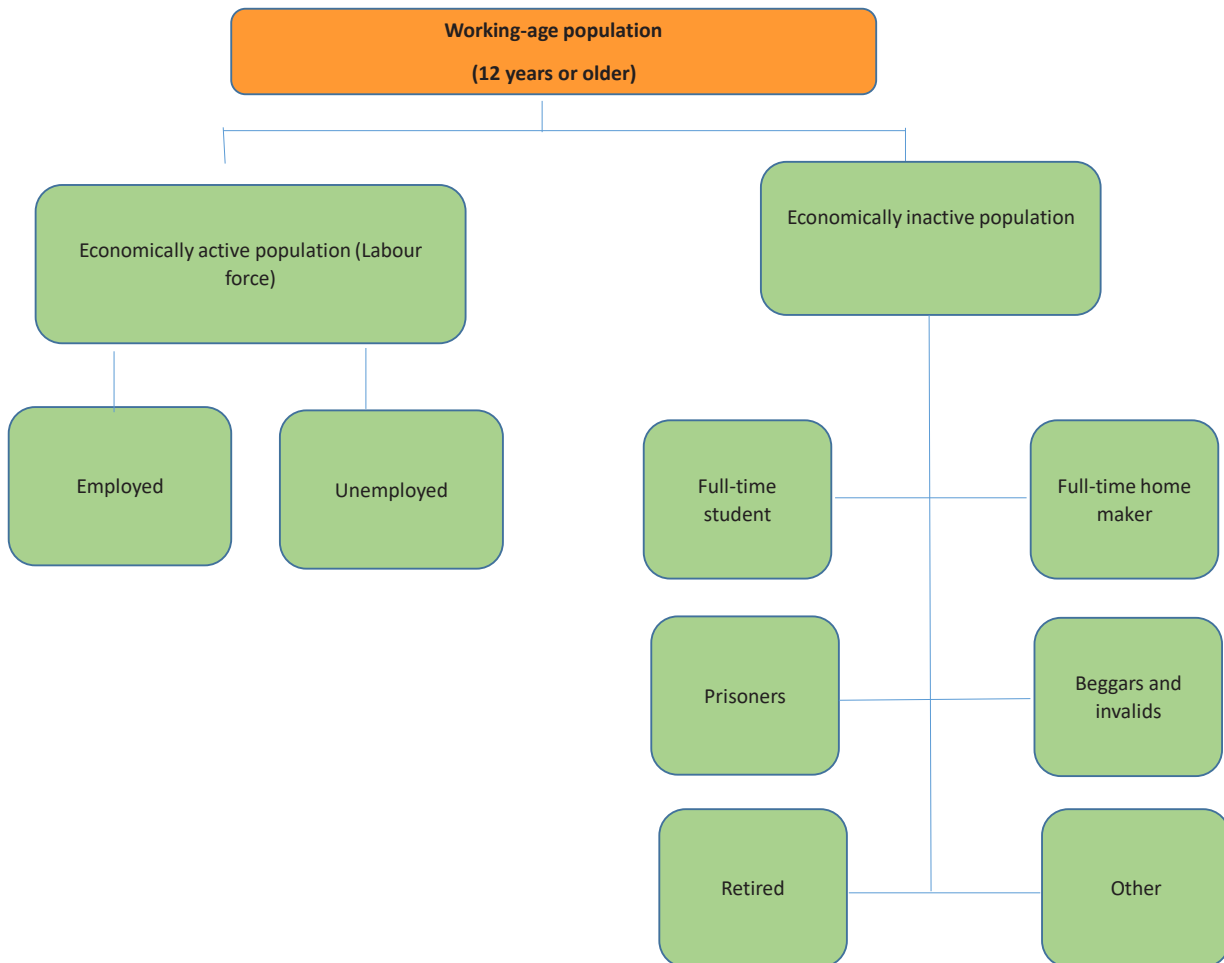 Working-age population
(12 years or older)
Economically active population (Labour
force)
Economically inactive population
Employed
Unemployed
Full-time
student
Full-time home
maker
Prisoners
Beggars and
invalids
Retired
Other